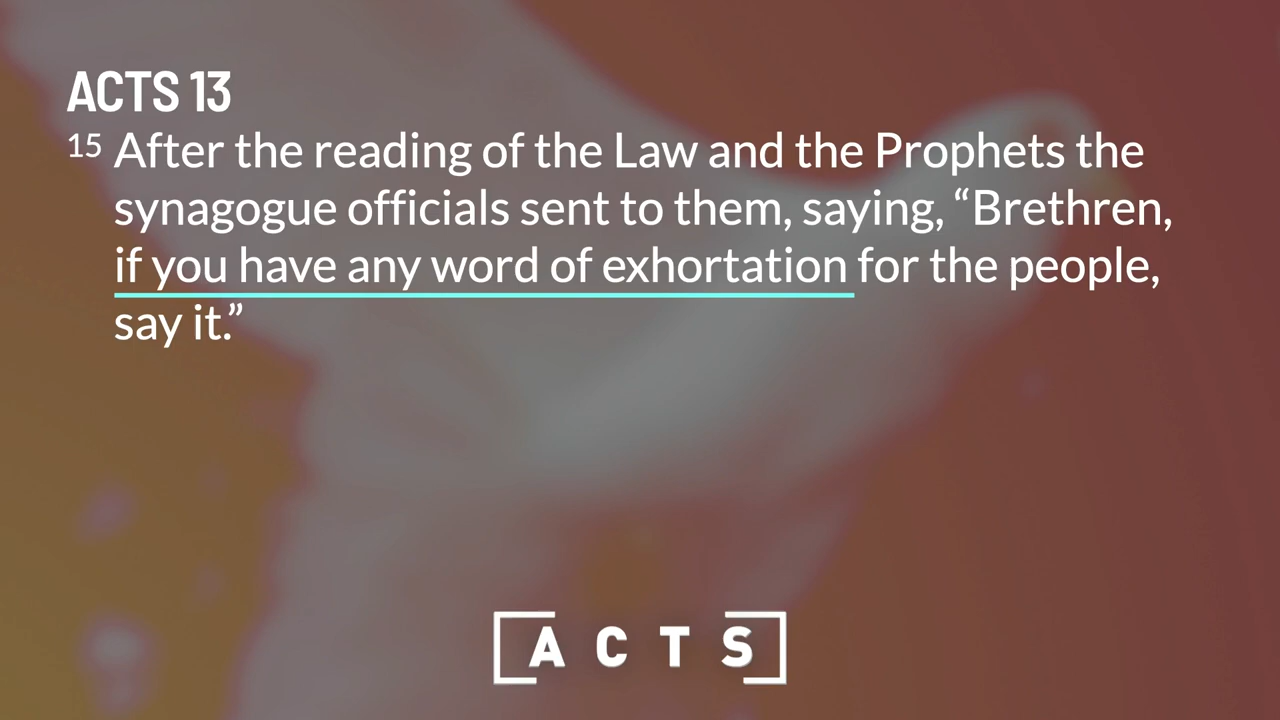 ACTS 13
15 After the reading of the Law and the Prophets the
synagogue officials sent to them, saying, “Brethren,
if you have any word of exhortation for the people,
say it.”
ACTS